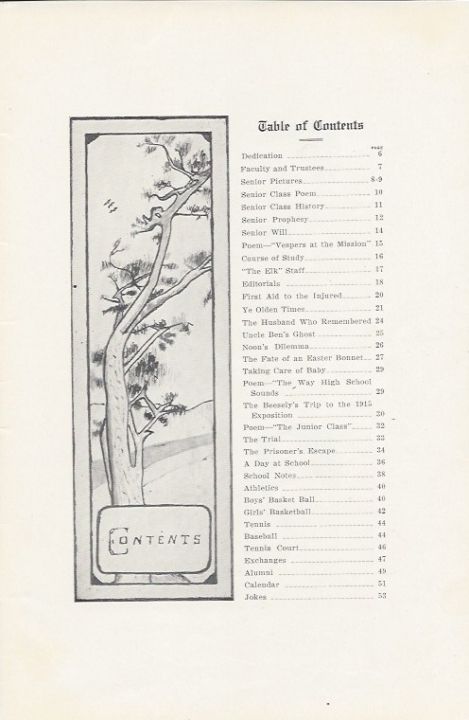 CONTENTS
Table of Contents
PAGE
Dedication 6
Faculty and Trustees 7
Senior Pictures 8-9
Senior Class Poem 10
Senior Class History 11
Senior Prophesy 12
Senior Will 14
Poem—"Vespers at the Mission" 15
Course of Study 16
"The Elk" Staff 17
Editorials 18
First Aid to the Injured 20
Ye Olden Times 21
The Husband Who Remembered 24
Uncle Ben's Ghost 25
Noon's Dilemma 26
The Fate of an Easter Bonnet 27
Taking Care of Baby 29
Poem—"The Way High School
Sounds 29
The Beesely's Trip to the 1915
Exposition 30
Poem—"The Junior Class" 32
The Trial 33
The Prisoner's Escape 34
A Day at School 36
School Notes 38
Athletics 40
Boys' Basket Ball 40
Girls' Basketball 42
Tennis 44
Baseball 44
Tennis Court 46
Exchanges 47
Alumni 49
Calendar 51
Jokes 53